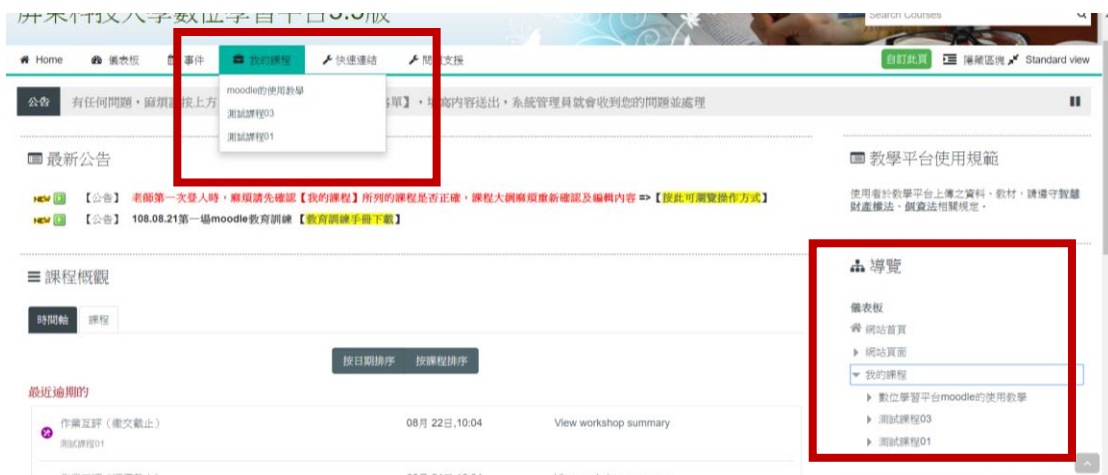 屏東科技大學數位學習平台3.5版
Search Courses
Home 儀表板 事件 我的課程 快速連結 問題支援 自訂此頁 隱藏區塊 Standard view
moodle的使用教學
測試課程03
測試課程01
公告 有任何問題，麻煩 按上方 單】，填寫內容送出，系統管理員就會收到您的問題並處理
最新公告
NEW 【公告】 老師第一次登入時，麻煩請先確認【我的課程】所列的課程是否正確，課程大綱麻煩重新確認及編輯內容 => 【按此可瀏覽操作方式】
NEW 【公告】 108.08.21第一場moodle教育訓練 【教育訓練手冊下載】
教學平台使用規範
使用者於教學平台上傳之資料、教材，請遵守智慧
財產權法、個資法相關規定。
課程概觀
時間軸 課程
按日期排序 按課程排序
最近逾期的
作業互評（繳交截止） 08月 22日,10:04 View workshop summary
測試課程01
導覽
儀表板
網站首頁
網站頁面
我的課程
數位學習平台moodle的使用教學
測試課程03
測試課程01